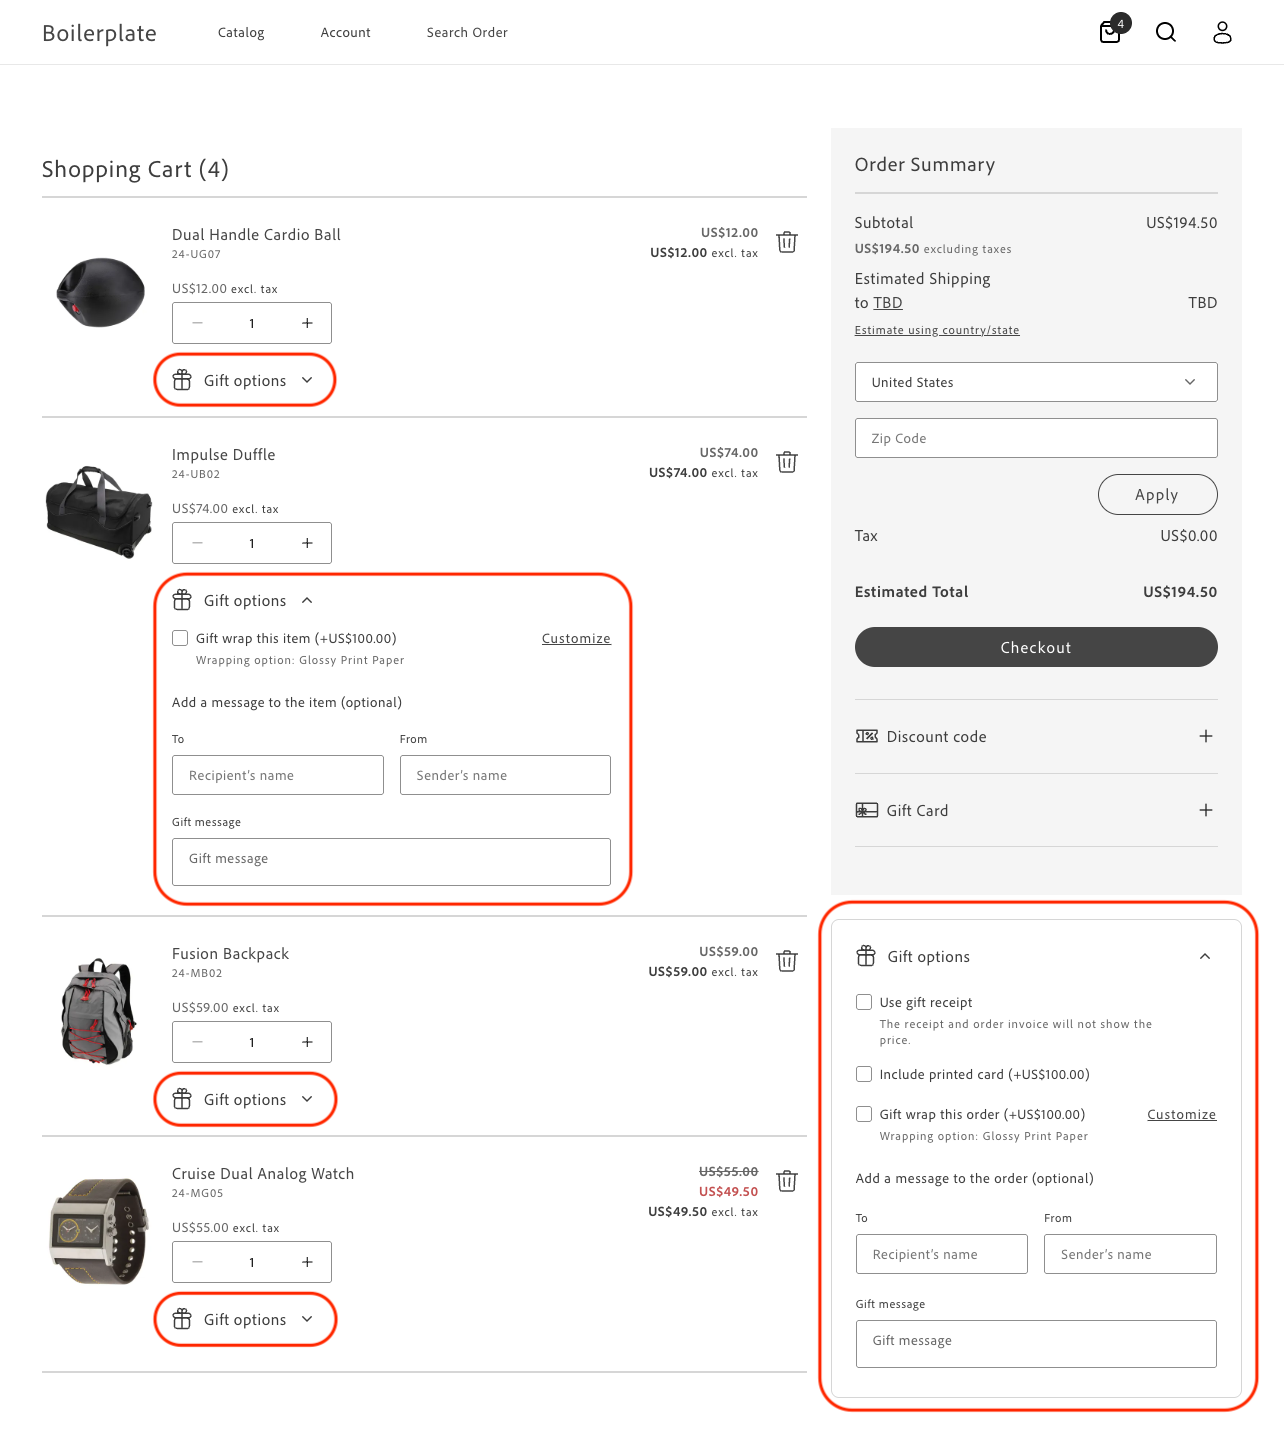 Boilerplate
Catalog
Account
Search Order
4
Shopping Cart (4)
Dual Handle Cardio Ball
24-UG07
US$12.00 excl. tax
1
US$12.00
US$12.00 excl. tax
Gift options
Impulse Duffle
24-UB02
US$74.00 excl. tax
1
US$74.00
US$74.00 excl. tax
Gift options
Gift wrap this item (+US$100.00)
Customize
Wrapping option: Glossy Print Paper
Add a message to the item (optional)
To
From
Recipient's name
Sender's name
Gift message
Gift message
Fusion Backpack
24-MB02
US$59.00 excl. tax
1
US$59.00
US$59.00 excl. tax
Gift options
Cruise Dual Analog Watch
24-MG05
US$55.00 excl. tax
1
US$55.00
US$49.50
US$49.50 excl. tax
Gift options
Order Summary
Subtotal
US$194.50
US$194.50 excluding taxes
Estimated Shipping
to TBD
TBD
Estimate using country/state
United States
Zip Code
Apply
Tax
US$0.00
Estimated Total
US$194.50
Checkout
Discount code
Gift Card
Gift options
Use gift receipt
The receipt and order invoice will not show the
price.
Include printed card (+US$100.00)
Gift wrap this order (+US$100.00)
Customize
Wrapping option: Glossy Print Paper
Add a message to the order (optional)
To
From
Recipient's name
Sender's name
Gift message
Gift message